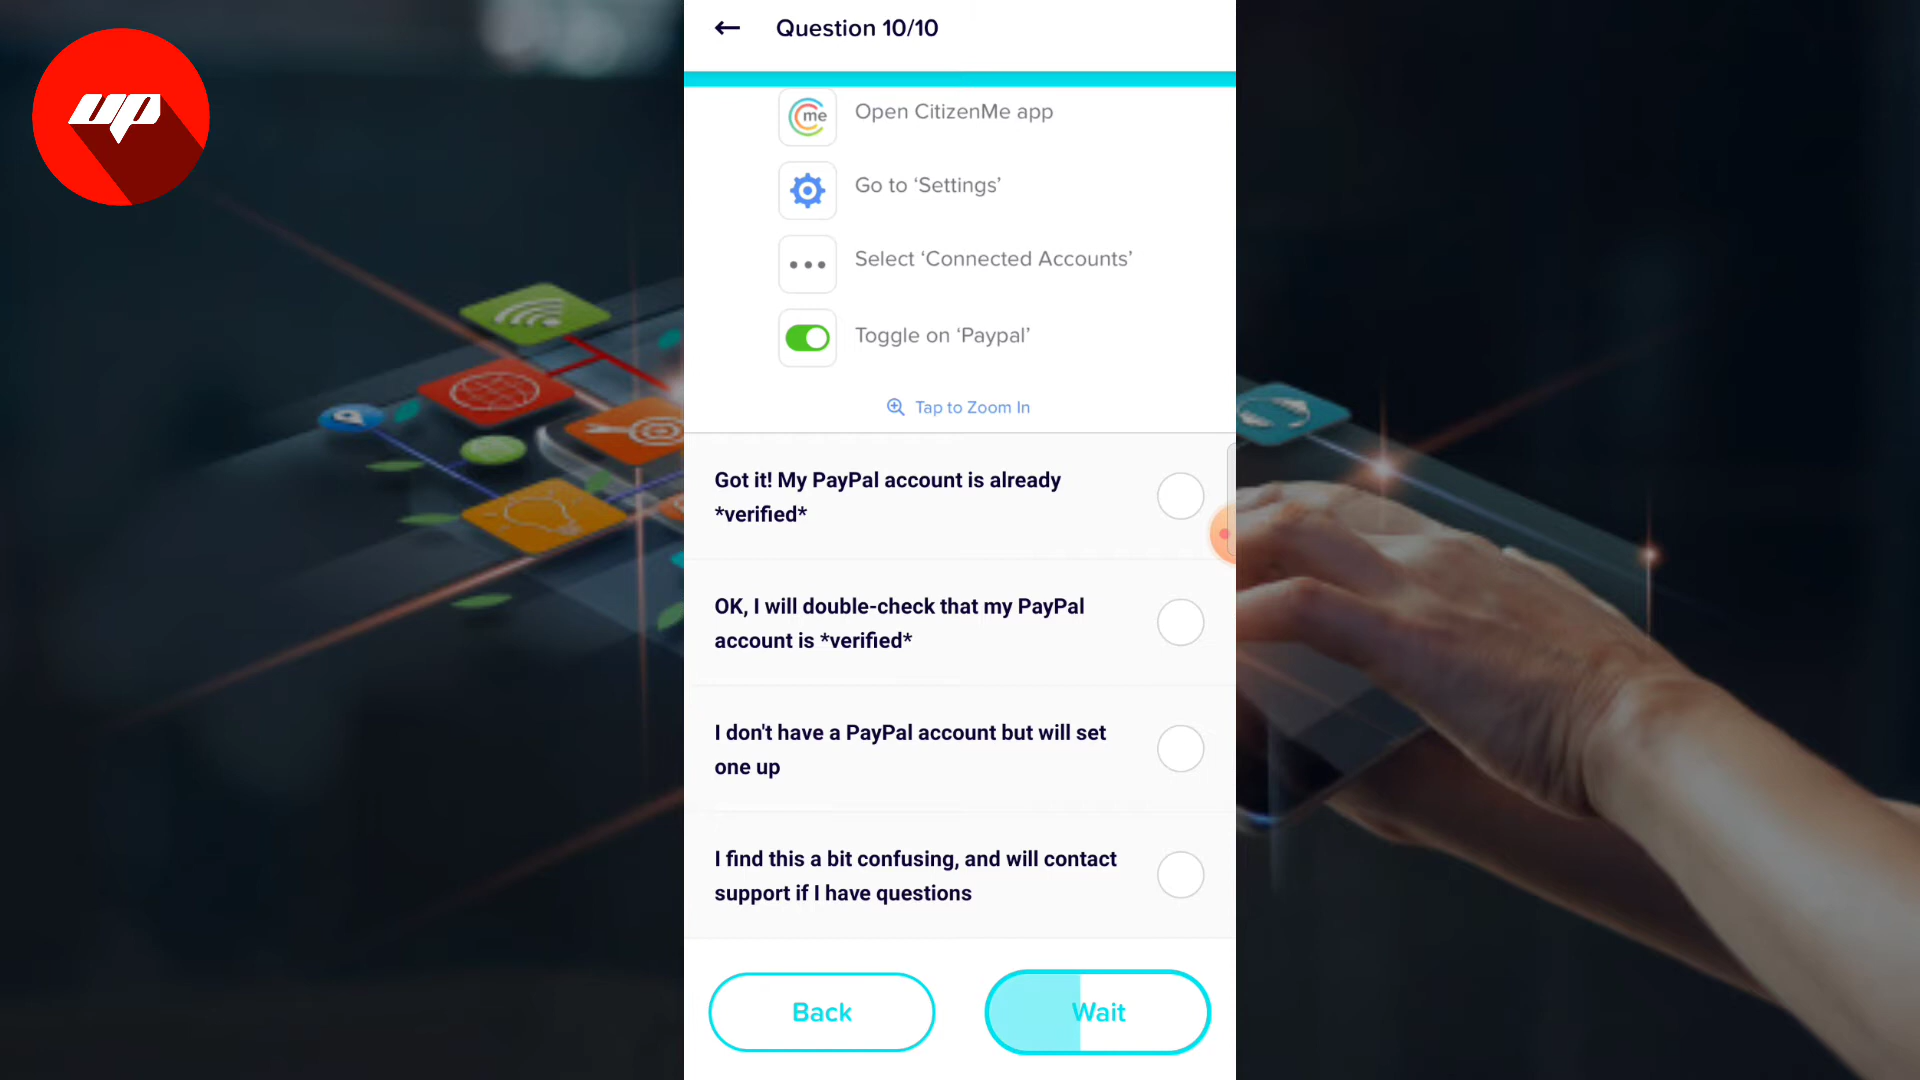 up
Question 10/10
me
Open CitizenMe app
Go to ‘Settings’
Select ‘Connected Accounts’
Toggle on ‘Paypal’
Tap to Zoom In
Got it! My PayPal account is already
*verified*
OK, I will double-check that my PayPal
account is *verified*
I don't have a PayPal account but will set
one up
I find this a bit confusing, and will contact
support if I have questions
Back
Wait